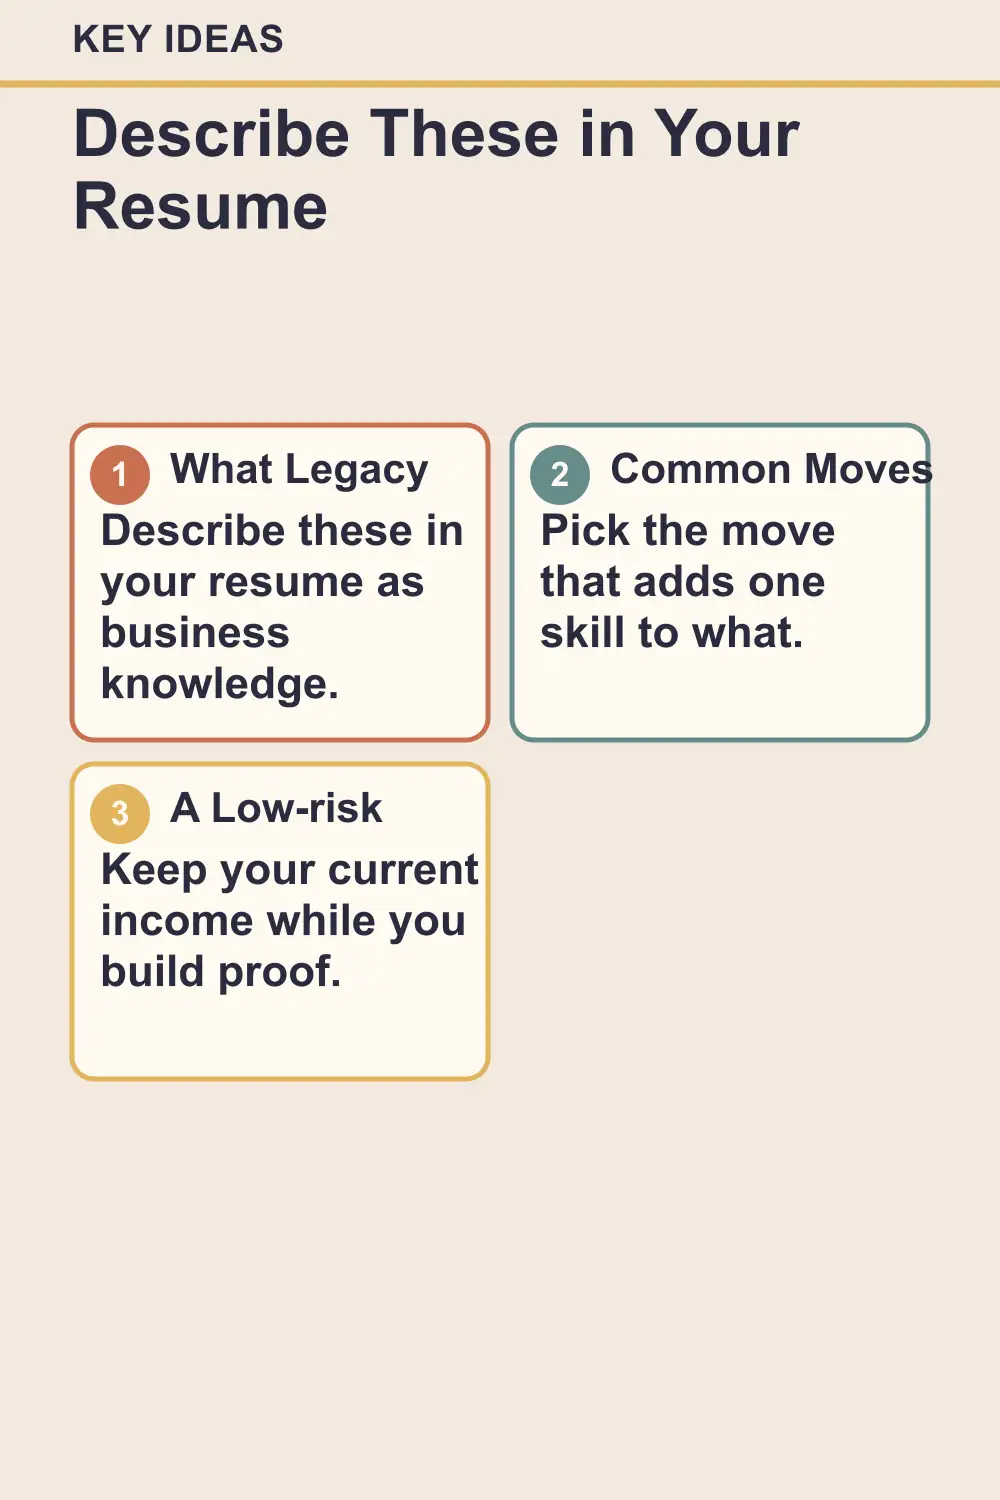 KEY IDEAS
Describe These in Your
Resume
1 What Legacy
Describe these in
your resume as
business
knowledge.
2 Common Moves
Pick the move
that adds one
skill to what.
3 A Low-risk
Keep your current
income while you
build proof.